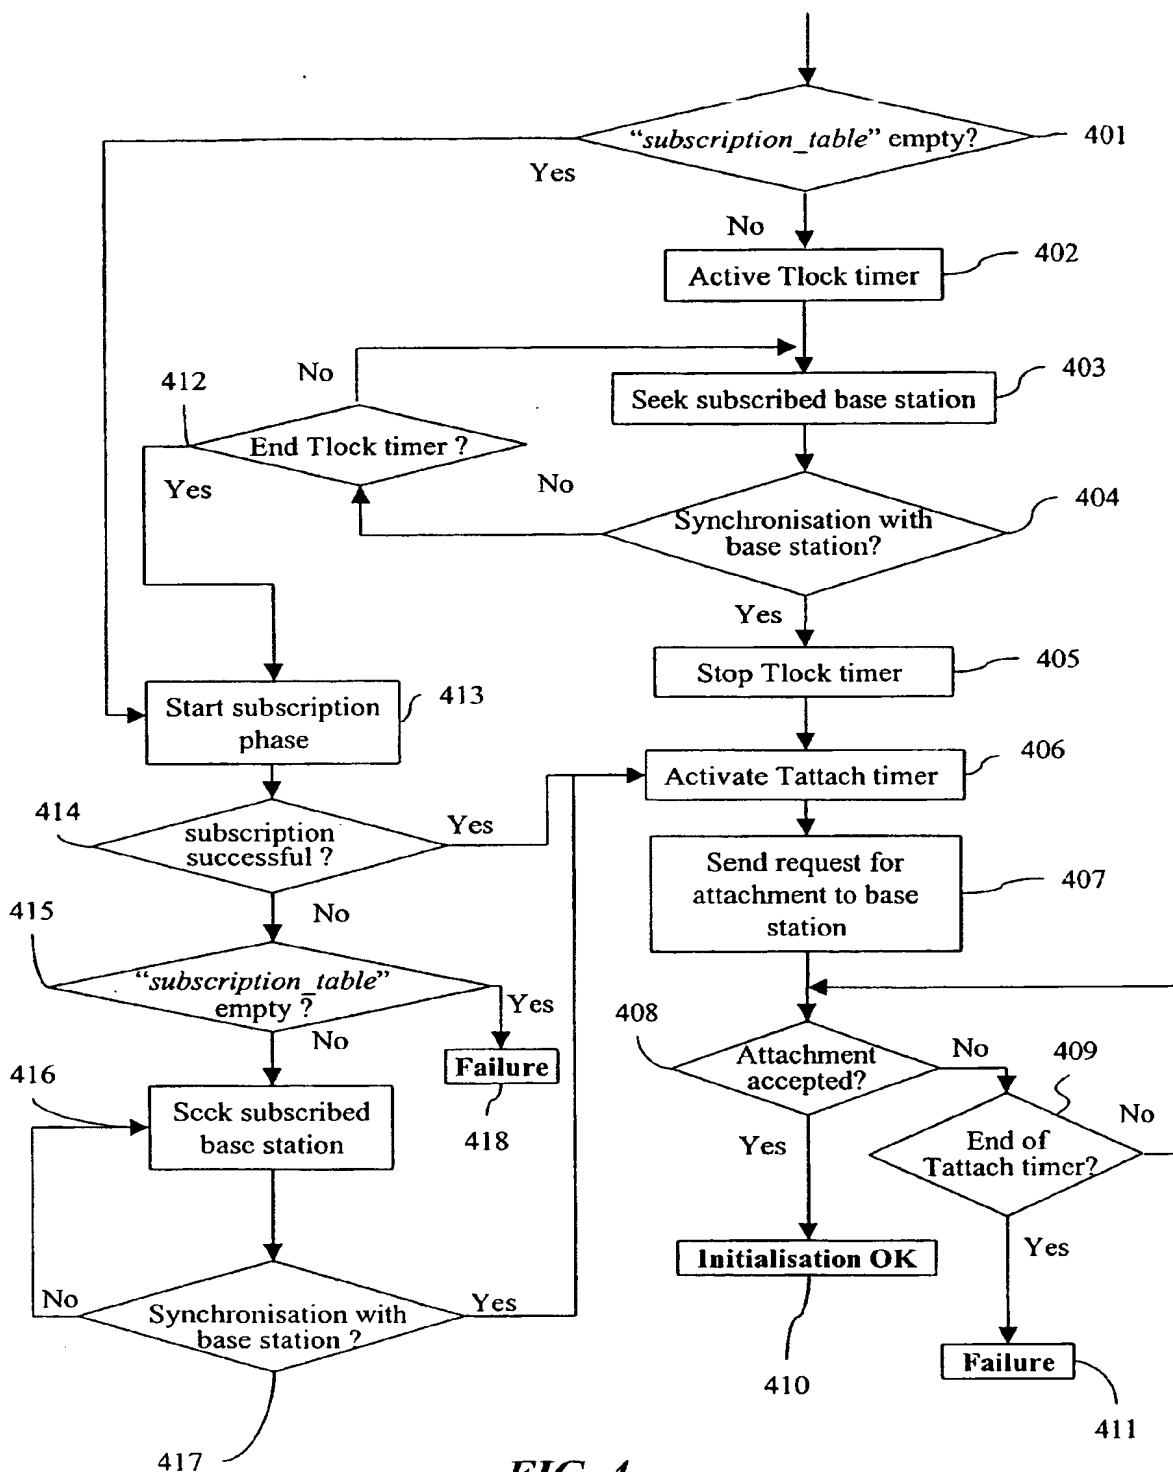 “subscription_table” empty?
401
Yes
No
402
Active Tlock timer
No
403
412
Seek subscribed base station
End Tlock timer ?
Yes
No
404
Synchronisation with
base station?
Yes
405
Stop Tlock timer
413
Start subscription
phase
406
Activate Tattach timer
414
Yes
subscription
successful ?
Send request for
attachment to base
station
407
415
No
“subscription_table”
empty ?
Yes
408
No
409
No
Attachment
accepted?
Failure
416
Seek subscribed
base station
418
No
Yes
End of
Tattach timer?
Initialisation OK
Yes
No
Yes
Synchronisation with
base station ?
Failure
410
411
417
FIG. 4